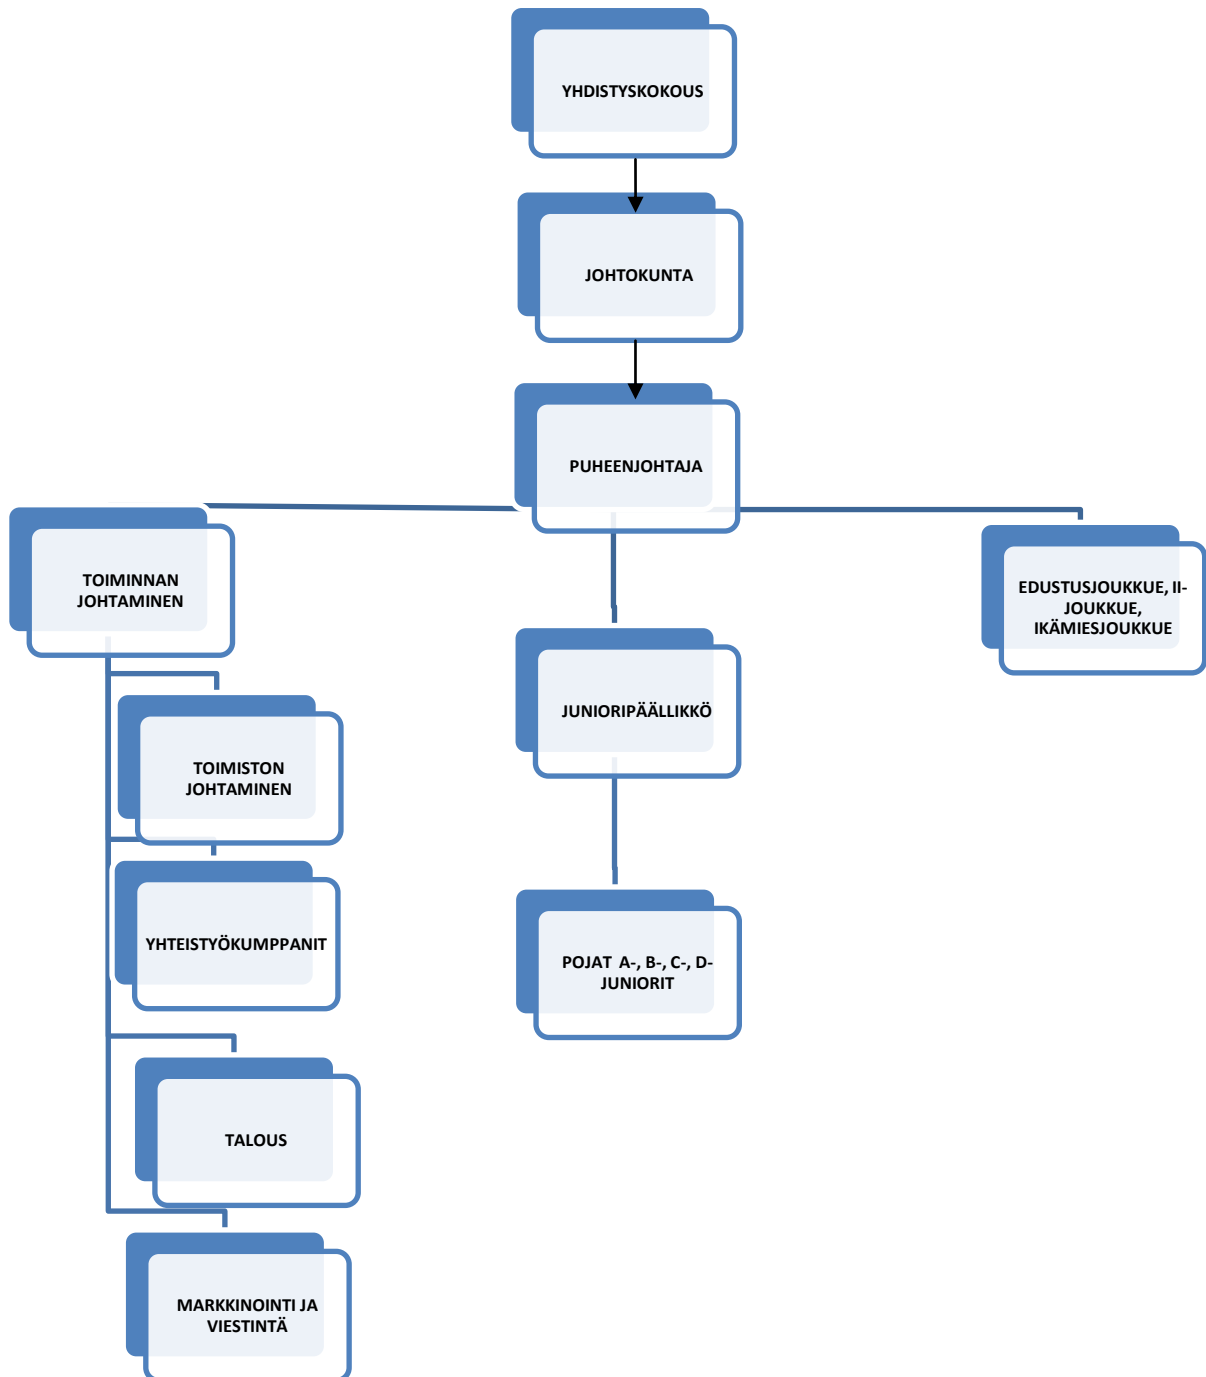 YHDISTYSKOKOUS
JOHTOKUNTA
PUHEENJOHTAJA
TOIMINNAN
JOHTAMINEN
EDUSTUSJOUKKUE, II-
JOUKKUE,
IKÄMIESJOUKKUE
JUNIORIPÄÄLLIKKÖ
TOIMISTON
JOHTAMINEN
YHTEISTYÖKUMPPANIT
POJAT A-, B-, C-, D-
JUNIORIT
TALOUS
MARKKINOINTI JA
VIESTINTÄ